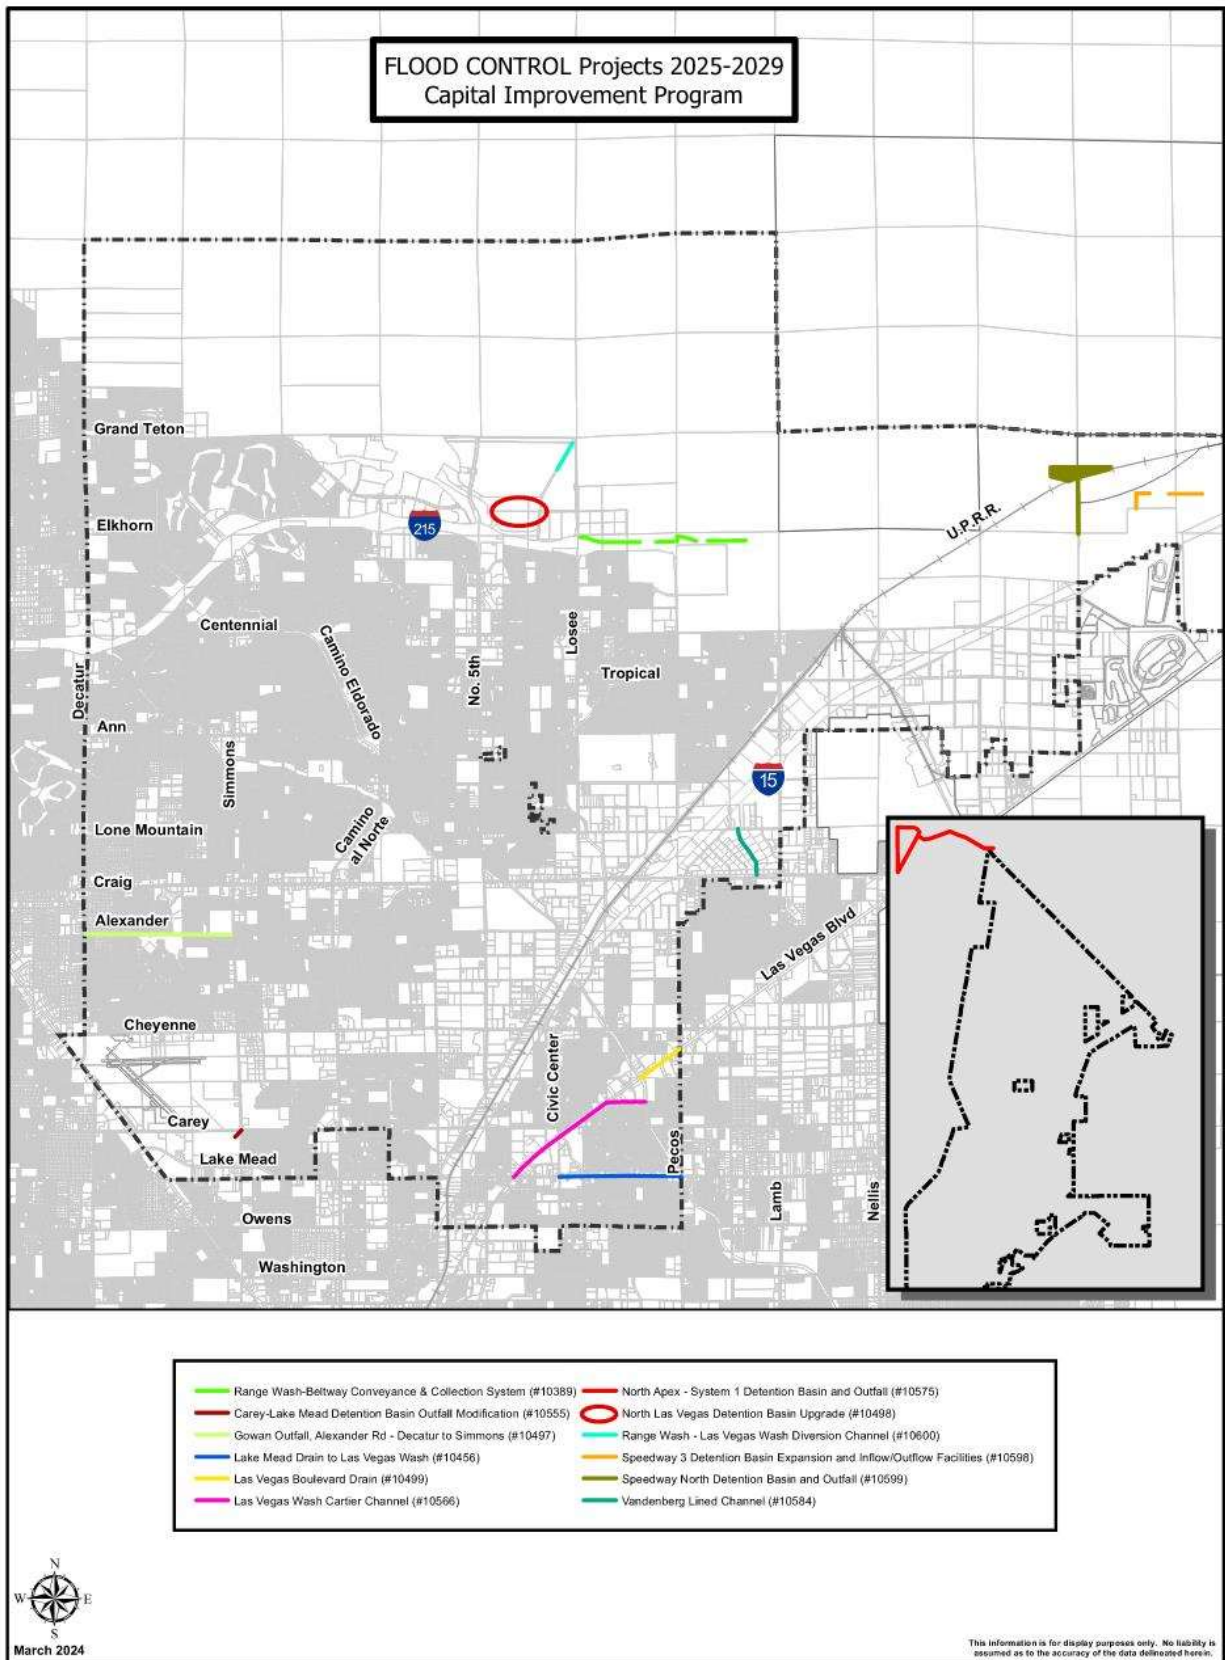 FLOOD CONTROL Projects 2025-2029
Capital Improvement Program
Grand Teton
Elkhorn
215
U.P.R.R.
Centennial
Camino Eldorado
No. 5th
Losee
Tropical
Decatur
Ann
Simmons
15
Lone Mountain
Camino
al Norte
Craig
Alexander
Las Vegas Blvd
Cheyenne
Civic Center
Carey
Lake Mead
Pecos
Lamb
Nellis
Owens
Washington
Range Wash-Beltway Conveyance & Collection System (#10389)
Carey-Lake Mead Detention Basin Outfall Modification (#10555)
Gowan Outfall, Alexander Rd - Decatur to Simmons (#10497)
Lake Mead Drain to Las Vegas Wash (#10456)
Las Vegas Boulevard Drain (#10499)
Las Vegas Wash Cartier Channel (#10566)
North Apex - System 1 Detention Basin and Outfall (#10575)
North Las Vegas Detention Basin Upgrade (#10498)
Range Wash - Las Vegas Wash Diversion Channel (#10600)
Speedway 3 Detention Basin Expansion and Inflow/Outflow Facilities (#10598)
Speedway North Detention Basin and Outfall (#10599)
Vandenberg Lined Channel (#10584)
N
W
E
S
March 2024
This information is for display purposes only. No liability is
assumed as to the accuracy of the data delineated herein.